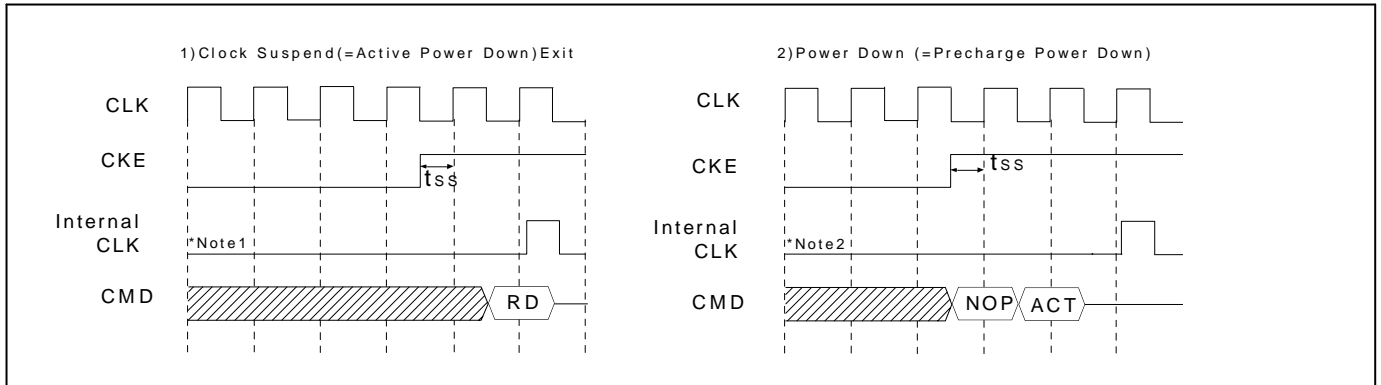 1)Clock Suspend(=Active Power Down)Exit
CLK
CKE
tss
Internal
CLK
*Note1
CMD
RD
2)Power Down (=Precharge Power Down)
CLK
CKE
tss
Internal
CLK
*Note2
CMD
NOP
ACT